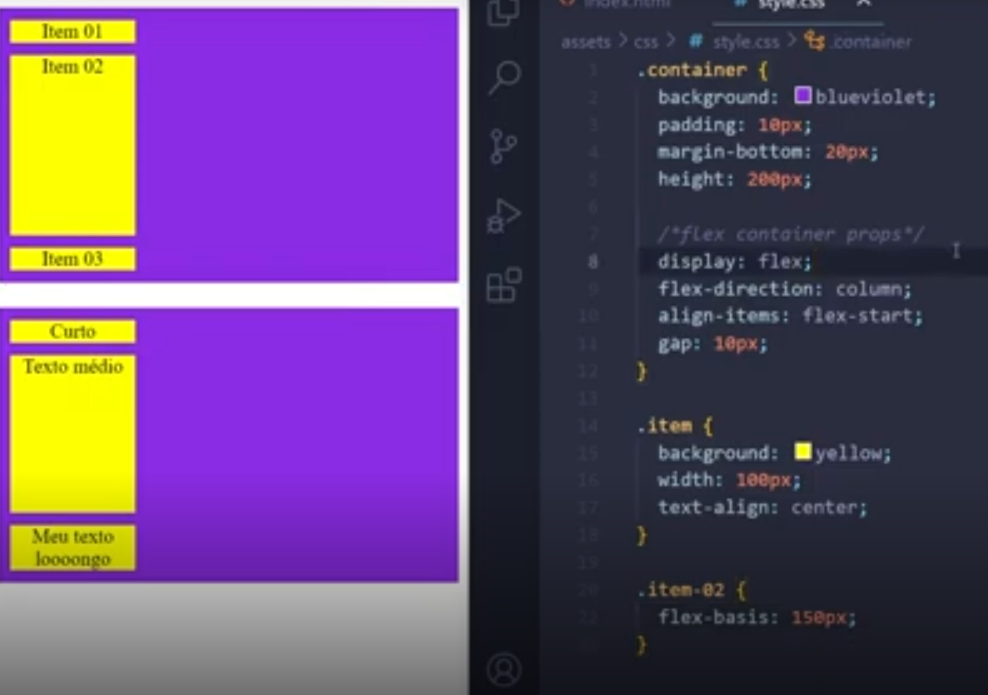 Item 01
Item 02
Item 03
Curto
Texto médio
Meu texto
loooongo
index.html
# style.css ×
assets > css > # style.css > .container
1 .container {
2 background: blueviolet;
3 padding: 10px;
4 margin-bottom: 20px;
5 height: 200px;
6
7 /*flex container props*/
8 display: flex;
9 flex-direction: column;
10 align-items: flex-start;
11 gap: 10px;
12 }
13
14 .item {
15 background: yellow;
16 width: 100px;
17 text-align: center;
18 }
19
20 .item-02 {
flex-basis: 150px;
}